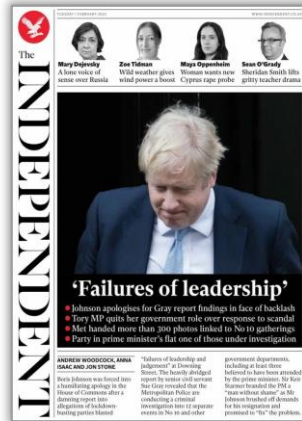 TUESDAY 1 FEBRUARY 2022
WWW.INDEPENDENT.CO.UK
The
INDEPENDENT
Mary Dejevsky
A lone voice of
sense over Russia
Zoe Tidman
Wild weather gives
wind power a boost
Maya Oppenheim
Woman wants new
Cyprus rape probe
Sean O'Grady
Sheridan Smith lifts
gritty teacher drama
‘Failures of leadership’
Johnson apologises for Gray report findings in face of backlash
Tory MP quits her government role over response to scandal
Met handed more than 300 photos linked to No 10 gatherings
Party in prime minister's flat one of those under investigation
ANDREW WOODCOCK, ANNA
ISAAC AND JON STONE
Boris Johnson was forced into
a humiliating apology in the
House of Commons after a
damning report into
allegations of lockdown-
busting parties blasted
“failures of leadership and
judgement” at Downing
Street. The heavily abridged
report by senior civil servant
Sue Gray revealed that the
Metropolitan Police are
conducting a criminal
investigation into 12 separate
events in No 10 and other
government departments,
including at least three
believed to have been attended
by the prime minister. Sir Keir
Starmer branded the PM a
“man without shame” as Mr
Johnson brushed off demands
for his resignation and
promised to “fix” the problem.